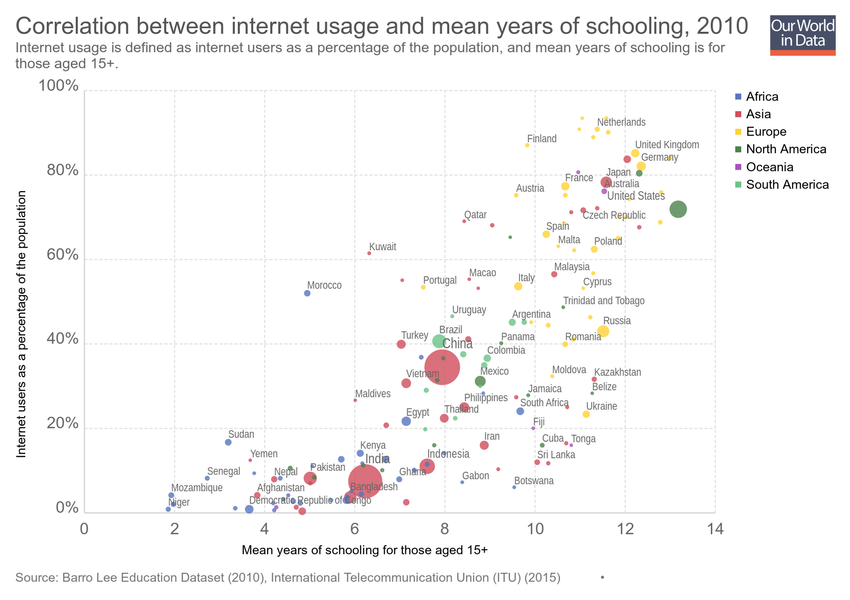 Correlation between internet usage and mean years of schooling, 2010
Our World
in Data
Internet usage is defined as internet users as a percentage of the population, and mean years of schooling is for
those aged 15+.
100%
80%
60%
40%
20%
0%
Internet users as a percentage of the population
Africa
Asia
Europe
North America
Oceania
South America
Netherlands
Finland
United Kingdom
Germany
France
Japan
Austria
Australia
United States
Qatar
Czech Republic
Spain
Kuwait
Malta
Poland
Macao
Malaysia
Morocco
Portugal
Italy
Cyprus
Trinidad and Tobago
Uruguay
Argentina
Russia
Turkey
Brazil
China
Panama
Romania
Colombia
Vietnam
Mexico
Moldova
Kazakhstan
Maldives
Philippines
Jamaica
Belize
Egypt
Thailand
South Africa
Ukraine
Sudan
Fiji
Kenya
Iran
Cuba
Tonga
Yemen
India
Indonesia
Sri Lanka
Senegal
Nepal
Pakistan
Ghana
Gabon
Botswana
Mozambique
Afghanistan
Bangladesh
Niger
Democratic Republic of Congo
0
2
4
6
8
10
12
14
Mean years of schooling for those aged 15+
Source: Barro Lee Education Dataset (2010), International Telecommunication Union (ITU) (2015)